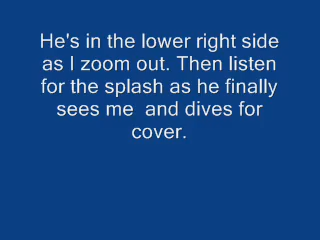 He's in the lower right side
as I zoom out. Then listen
for the splash as he finally
sees me  and dives for
cover.